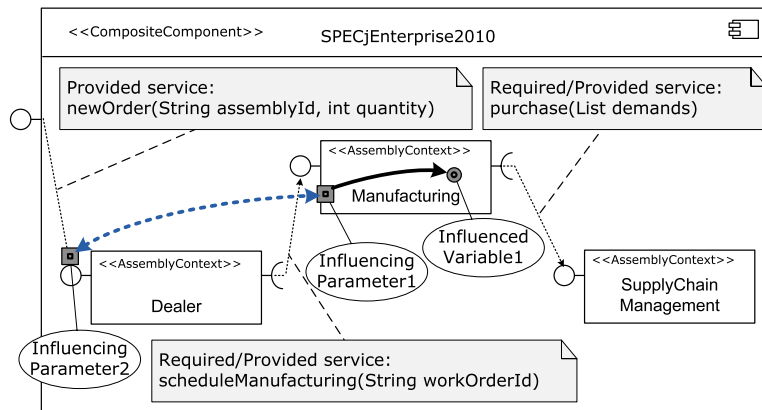 <<CompositeComponent>> SPECjEnterprise2010
Provided service:
newOrder(String assemblyId, int quantity)
Required/Provided service:
purchase(List demands)
<<AssemblyContext>>
Manufacturing
Influencing
Parameter1
Influenced
Variable1
<<AssemblyContext>>
Dealer
<<AssemblyContext>>
SupplyChain
Management
Influencing
Parameter2
Required/Provided service:
scheduleManufacturing(String workOrderId)